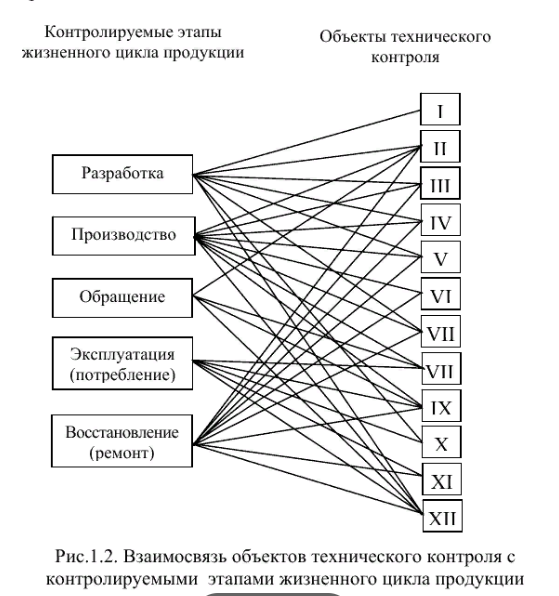 Контролируемые этапы
жизненного цикла продукции
Объекты технического
контроля
Разработка
Производство
Обращение
Эксплуатация
(потребление)
Восстановление
(ремонт)
I
II
III
IV
V
VI
VII
VII
IX
X
XI
XII
Рис.1.2. Взаимосвязь объектов технического контроля с
контролируемыми этапами жизненного цикла продукции